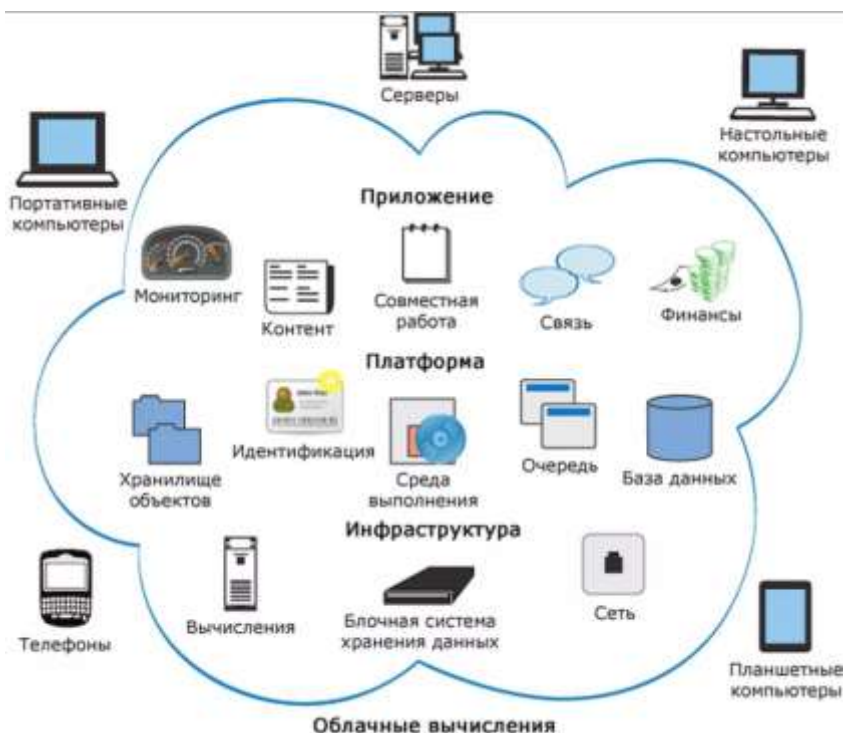 Серверы
Настольные
компьютеры
Портативные
компьютеры
Приложение
Мониторинг
Контент
Совместная
работа
Связь
Финансы
Платформа
Хранилище
объектов
Идентификация
Среда
выполнения
Очередь
База данных
Инфраструктура
Телефоны
Вычисления
Блочная система
хранения данных
Сеть
Планшетные
компьютеры
Облачные вычисления